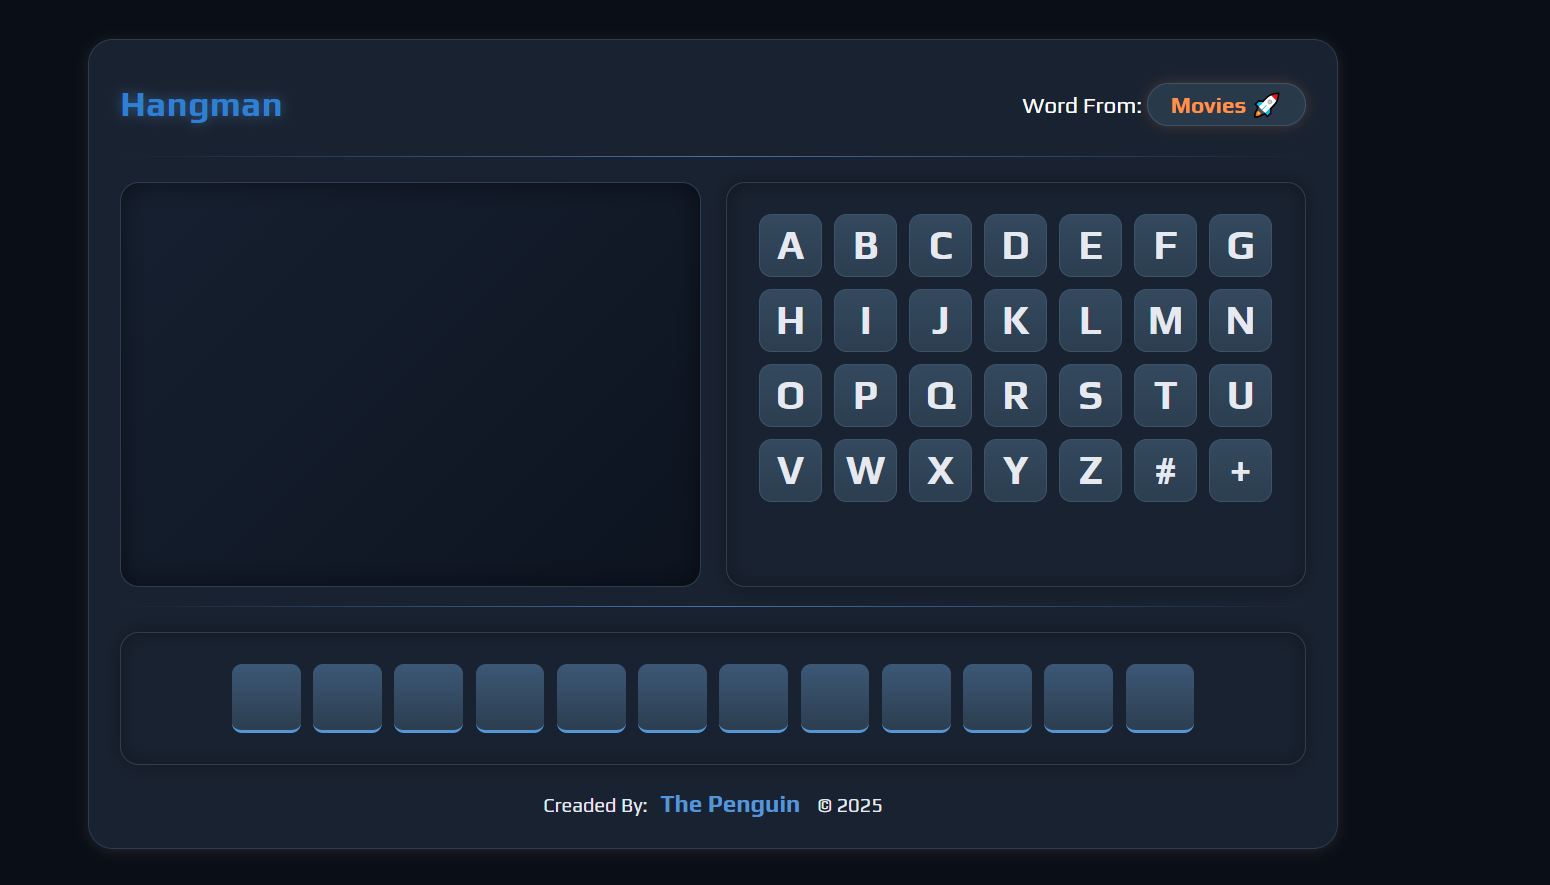 Hangman
Word From: Movies 🚀
A B C D E F G
H I J K L M N
O P Q R S T U
V W X Y Z # +
Creaded By: The Penguin © 2025